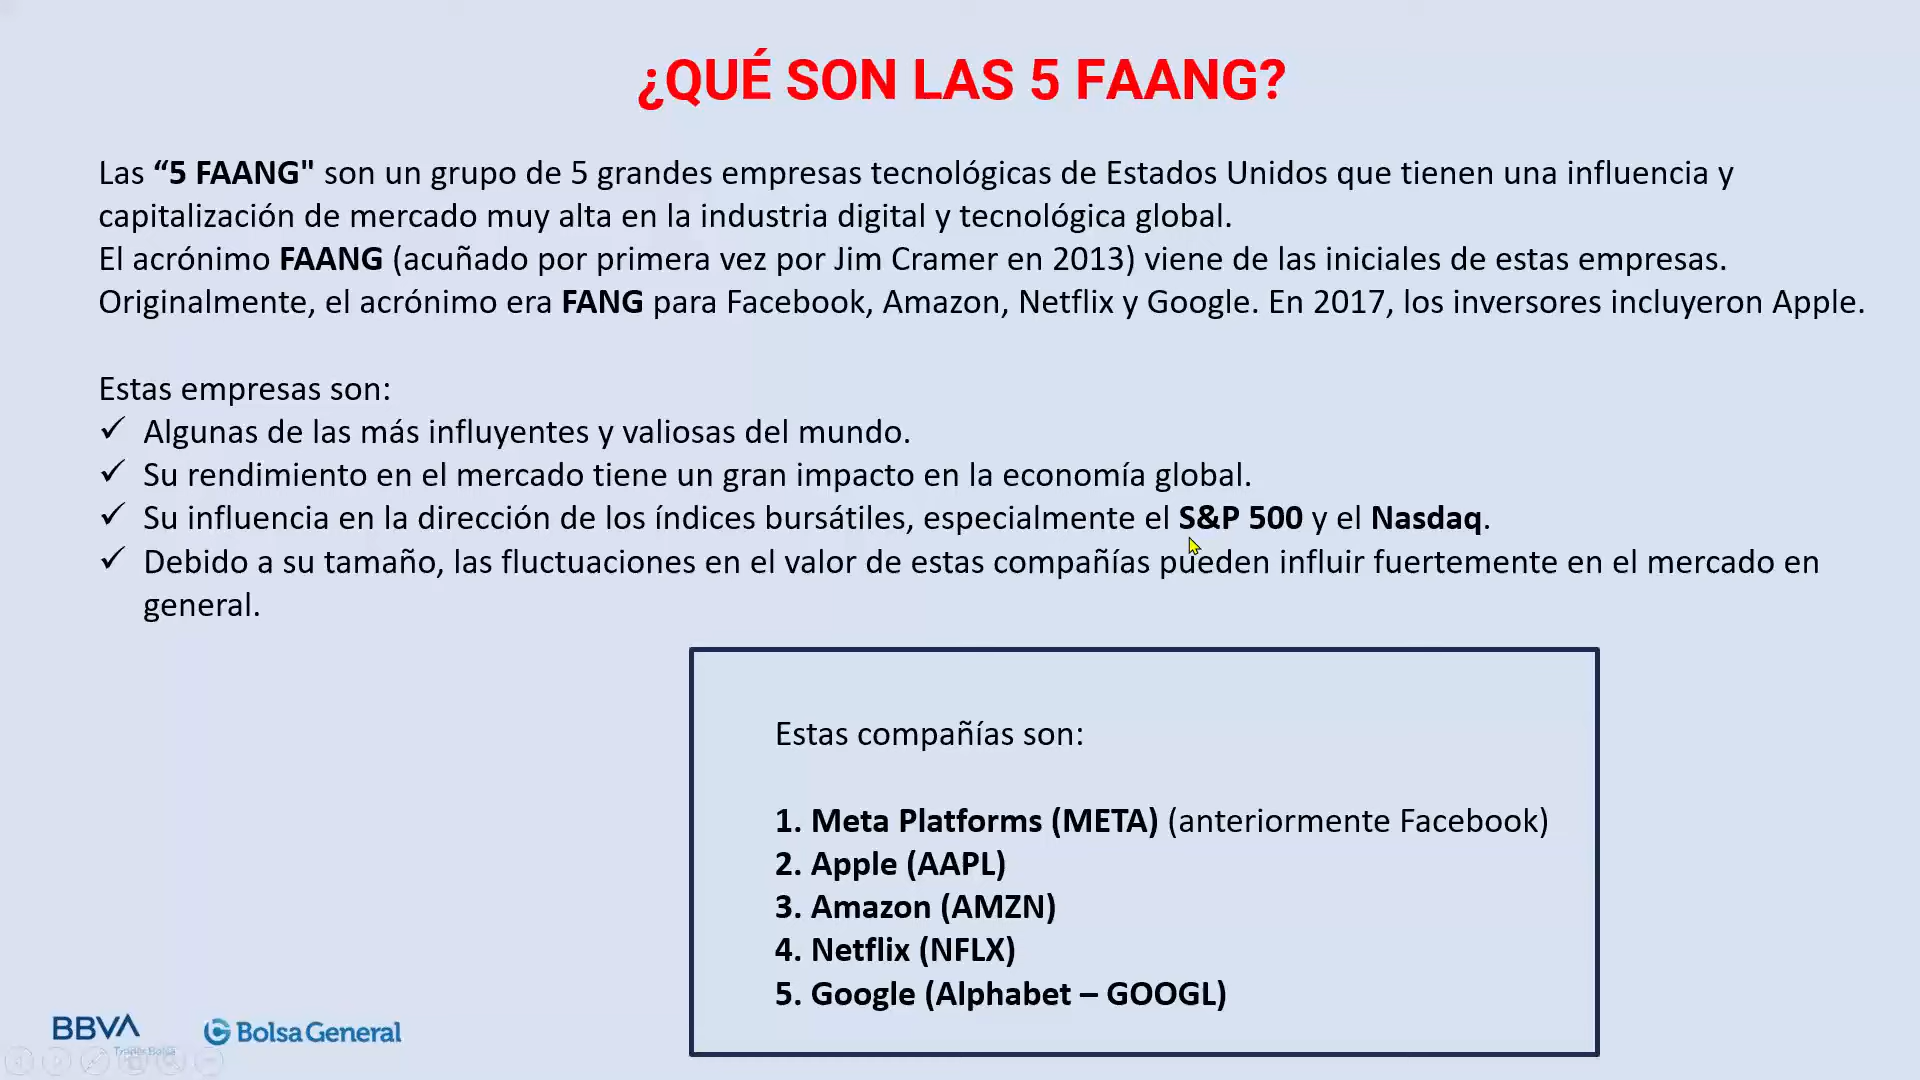 ¿QUÉ SON LAS 5 FAANG?
Las “5 FAANG" son un grupo de 5 grandes empresas tecnológicas de Estados Unidos que tienen una influencia y
capitalización de mercado muy alta en la industria digital y tecnológica global.
El acrónimo FAANG (acuñado por primera vez por Jim Cramer en 2013) viene de las iniciales de estas empresas.
Originalmente, el acrónimo era FANG para Facebook, Amazon, Netflix y Google. En 2017, los inversores incluyeron Apple.
Estas empresas son:
✓ Algunas de las más influyentes y valiosas del mundo.
✓ Su rendimiento en el mercado tiene un gran impacto en la economía global.
✓ Su influencia en la dirección de los índices bursátiles, especialmente el S&P 500 y el Nasdaq.
✓ Debido a su tamaño, las fluctuaciones en el valor de estas compañías pueden influir fuertemente en el mercado en
general.
Estas compañías son:
1. Meta Platforms (META) (anteriormente Facebook)
2. Apple (AAPL)
3. Amazon (AMZN)
4. Netflix (NFLX)
5. Google (Alphabet – GOOGL)
BBVA
Trader Bolsa
Bolsa General